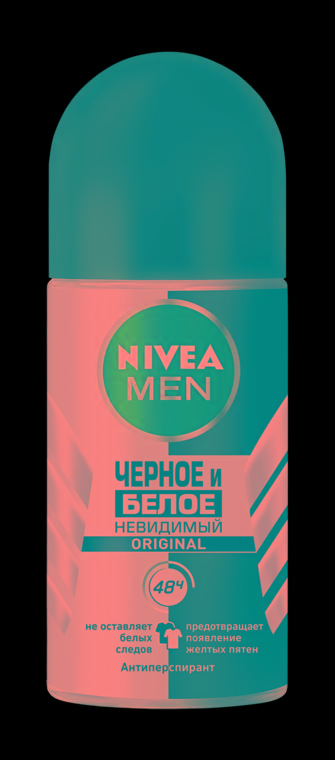 NIVEA
MEN
ЧЕРНОЕ и
БЕЛОЕ
НЕВИДИМЫЙ
ORIGINAL
48ч
не оставляет
белых
следов
предотвращает
появление
желтых пятен
Антиперспирант